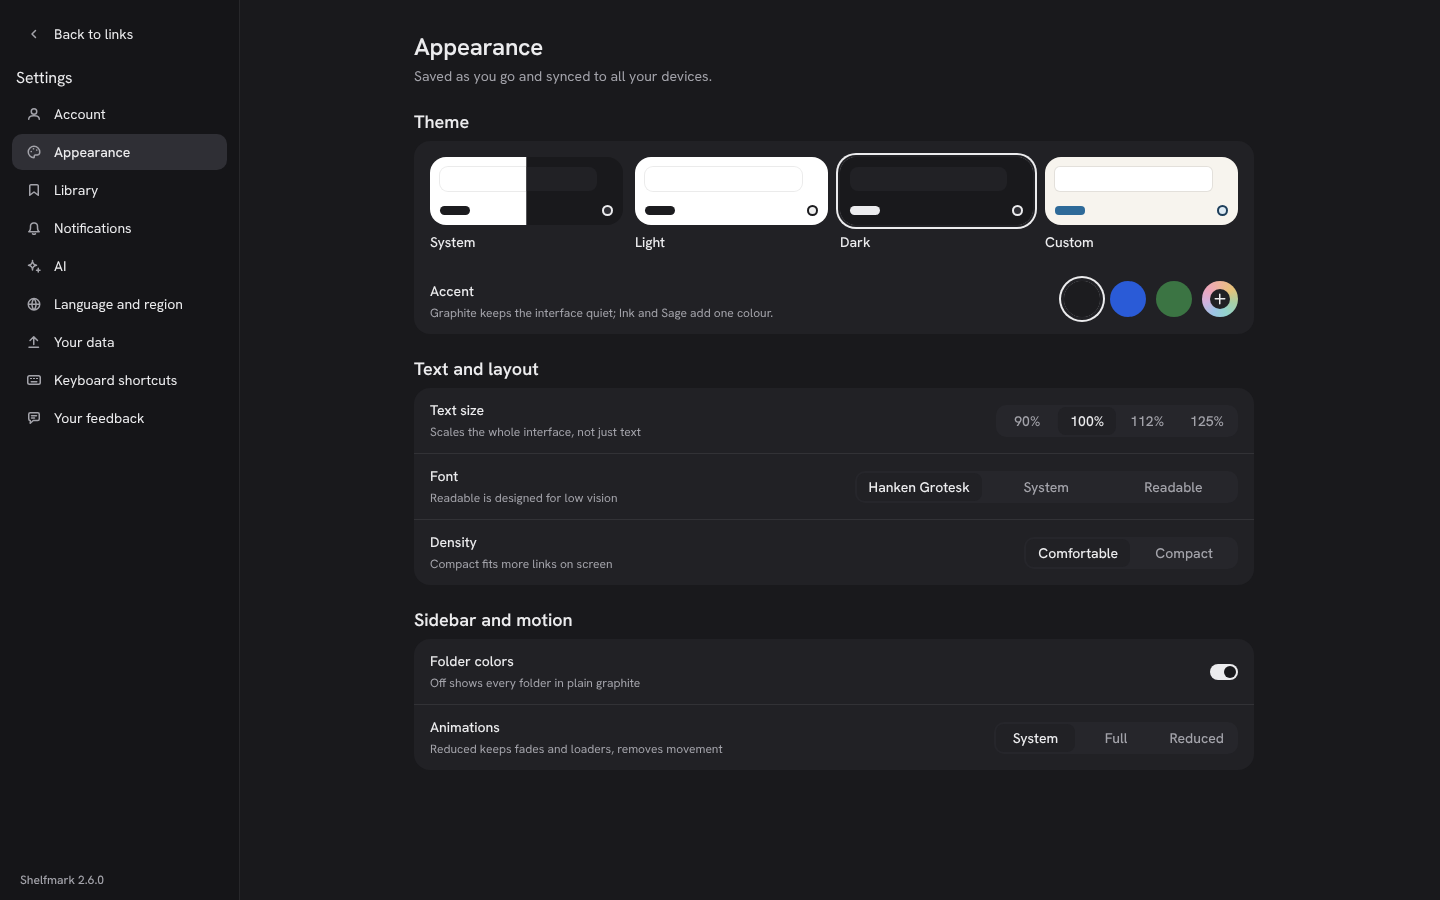 Back to links
Settings
Account
Appearance
Library
Notifications
AI
Language and region
Your data
Keyboard shortcuts
Your feedback
Shelfmark 2.6.0
Appearance
Saved as you go and synced to all your devices.
Theme
System
Light
Dark
Custom
Accent
Graphite keeps the interface quiet; Ink and Sage add one colour.
Text and layout
Text size
Scales the whole interface, not just text
90%
100%
112%
125%
Font
Readable is designed for low vision
Hanken Grotesk
System
Readable
Density
Compact fits more links on screen
Comfortable
Compact
Sidebar and motion
Folder colors
Off shows every folder in plain graphite
Animations
Reduced keeps fades and loaders, removes movement
System
Full
Reduced